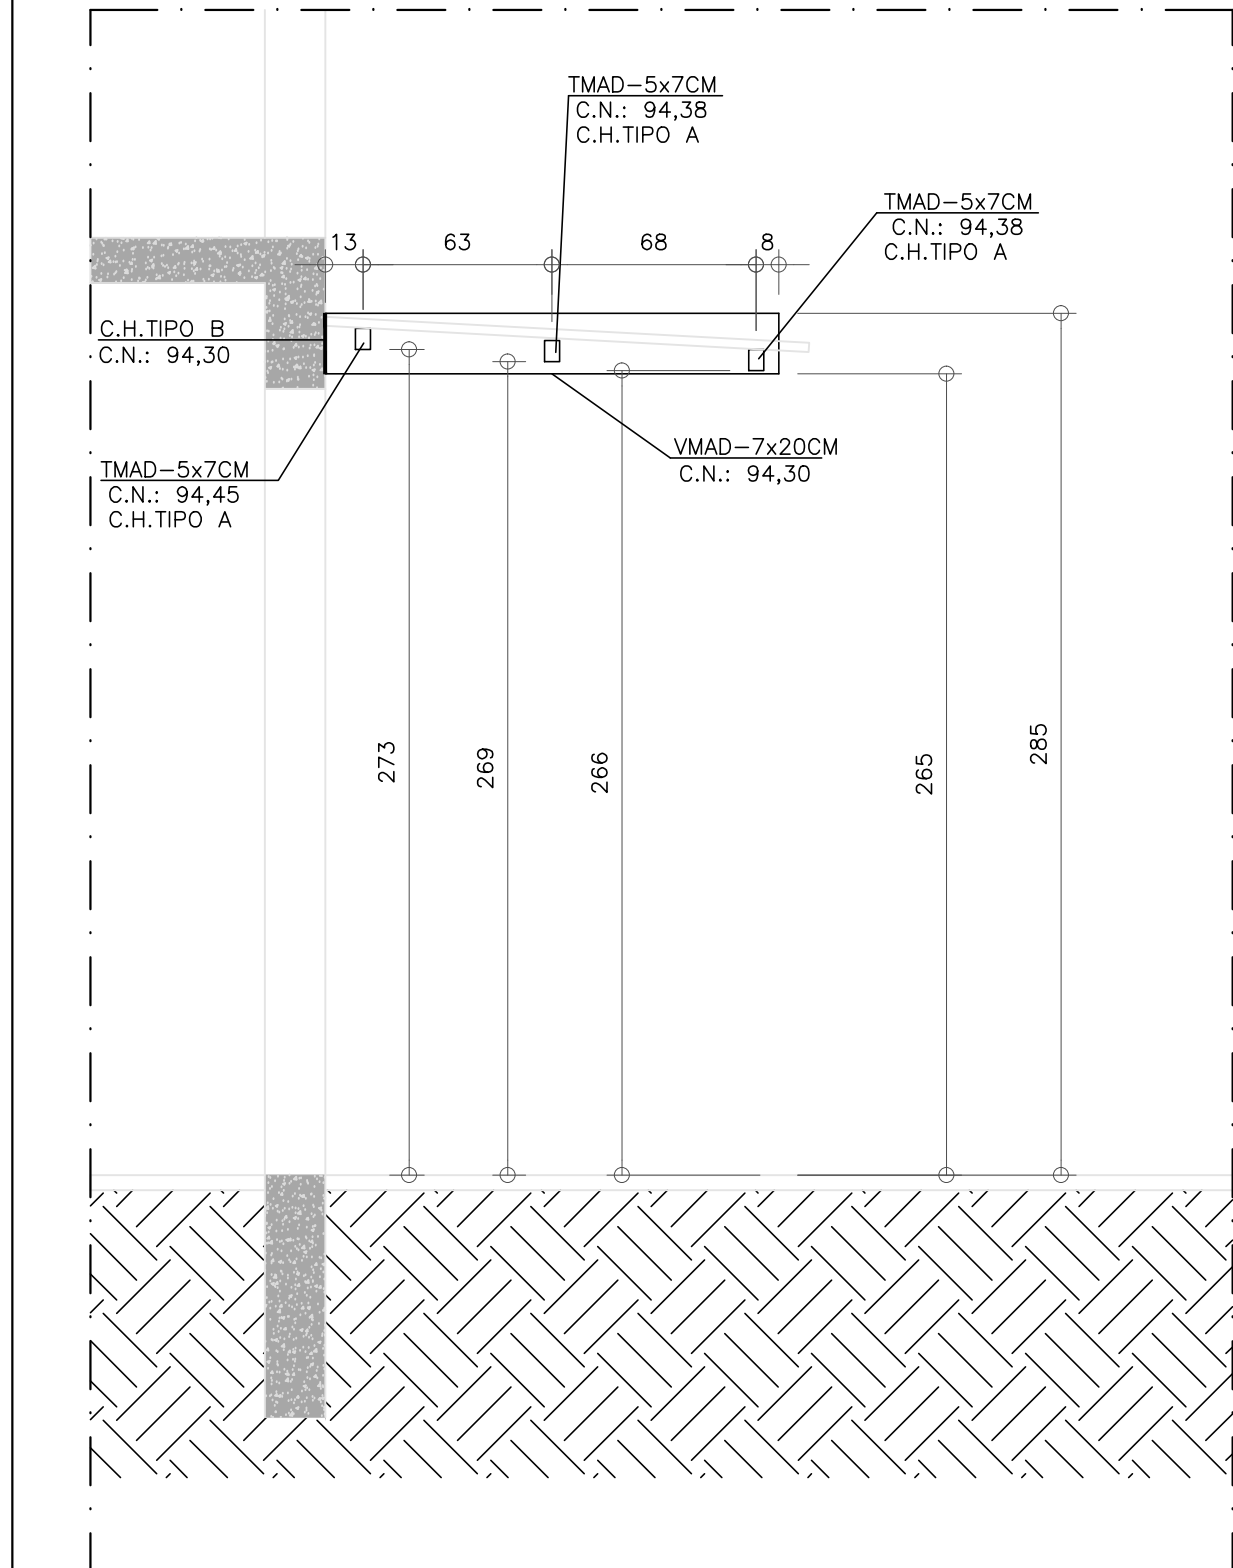 TMAD-5x7CM
C.N.: 94,38
C.H.TIPO A
TMAD-5x7CM
C.N.: 94,38
C.H.TIPO A
13
63
68
8
C.H.TIPO B
C.N.: 94,30
VMAD-7x20CM
C.N.: 94,30
TMAD-5x7CM
C.N.: 94,45
C.H.TIPO A
273
269
266
265
285